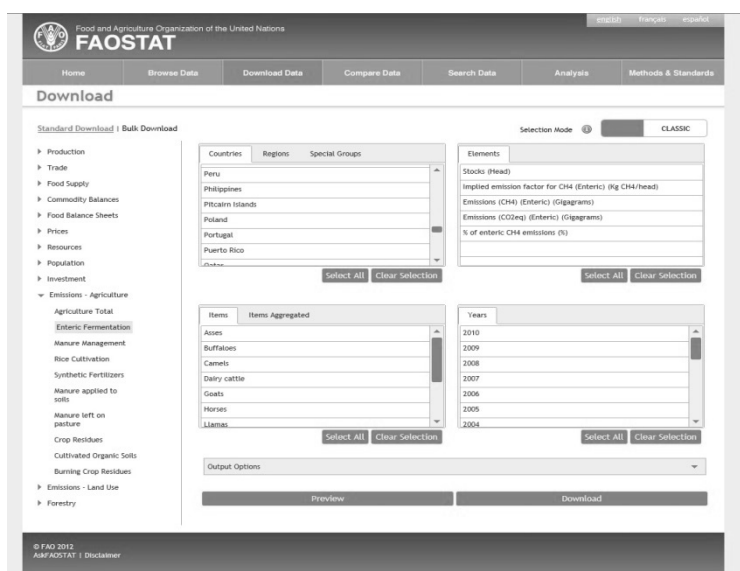 english français español
Food and Agriculture Organization of the United Nations
FAOSTAT
Home Browse Data Download Data Compare Data Search Data Analysis Methods & Standards
Download
Standard Download | Bulk Download
Selection Mode CLASSIC
Production
Trade
Food Supply
Commodity Balances
Food Balance Sheets
Prices
Resources
Population
Investment
Emissions - Agriculture
Agriculture Total
Enteric Fermentation
Manure Management
Rice Cultivation
Synthetic Fertilizers
Manure applied to
soils
Manure left on
pasture
Crop Residues
Cultivated Organic Soils
Burning Crop Residues
Emissions - Land Use
Forestry
Countries Regions Special Groups
Peru
Philippines
Pitcairn Islands
Poland
Portugal
Puerto Rico
Qatar
Select All Clear Selection
Elements
Stocks (Head)
Implied emission factor for CH4 (Enteric) (Kg CH4/head)
Emissions (CH4) (Enteric) (Gigagrams)
Emissions (CO2eq) (Enteric) (Gigagrams)
% of enteric CH4 emissions (%)
Select All Clear Selection
Items Items Aggregated
Asses
Buffaloes
Camels
Dairy cattle
Goats
Horses
Llamas
Select All Clear Selection
Years
2010
2009
2008
2007
2006
2005
2004
Select All Clear Selection
Output Options
Preview Download
© FAO 2012
AskFAOSTAT | Disclaimer